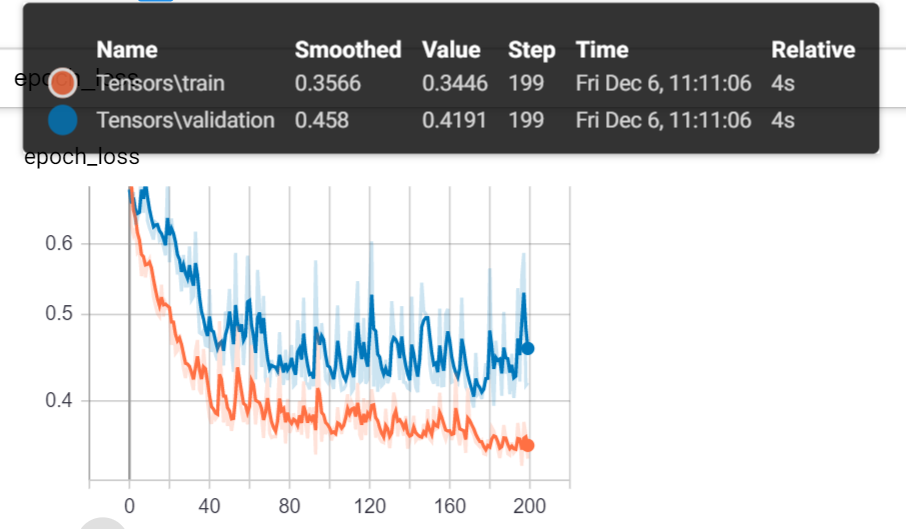 Name Smoothed Value Step Time Relative
epoch_loss
Tensors\train 0.3566 0.3446 199 Fri Dec 6, 11:11:06 4s
Tensors\validation 0.458 0.4191 199 Fri Dec 6, 11:11:06 4s
epoch_loss
0.6
0.5
0.4
0 40 80 120 160 200